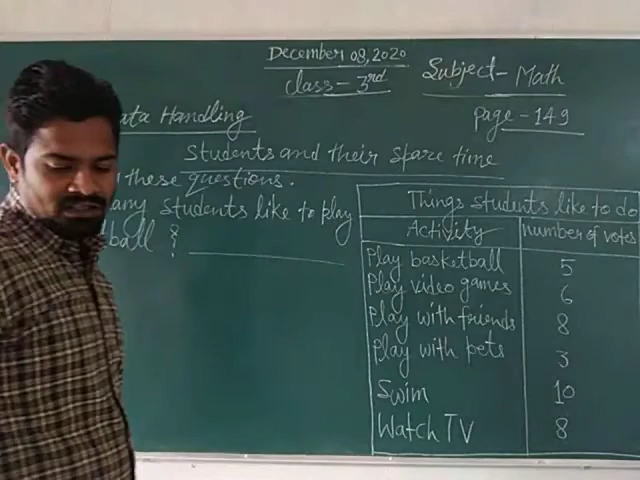 December 08, 2020
Class - 3rd
Subject - Math
ata Handling
Page - 149
Students and their Spare time
these questions.
any students like to play
ball ?
Things Students like to do
Activity number of votes
Play basketball 5
Play video games 6
Play with friends 8
Play with pets 3
Swim 10
Watch TV 8